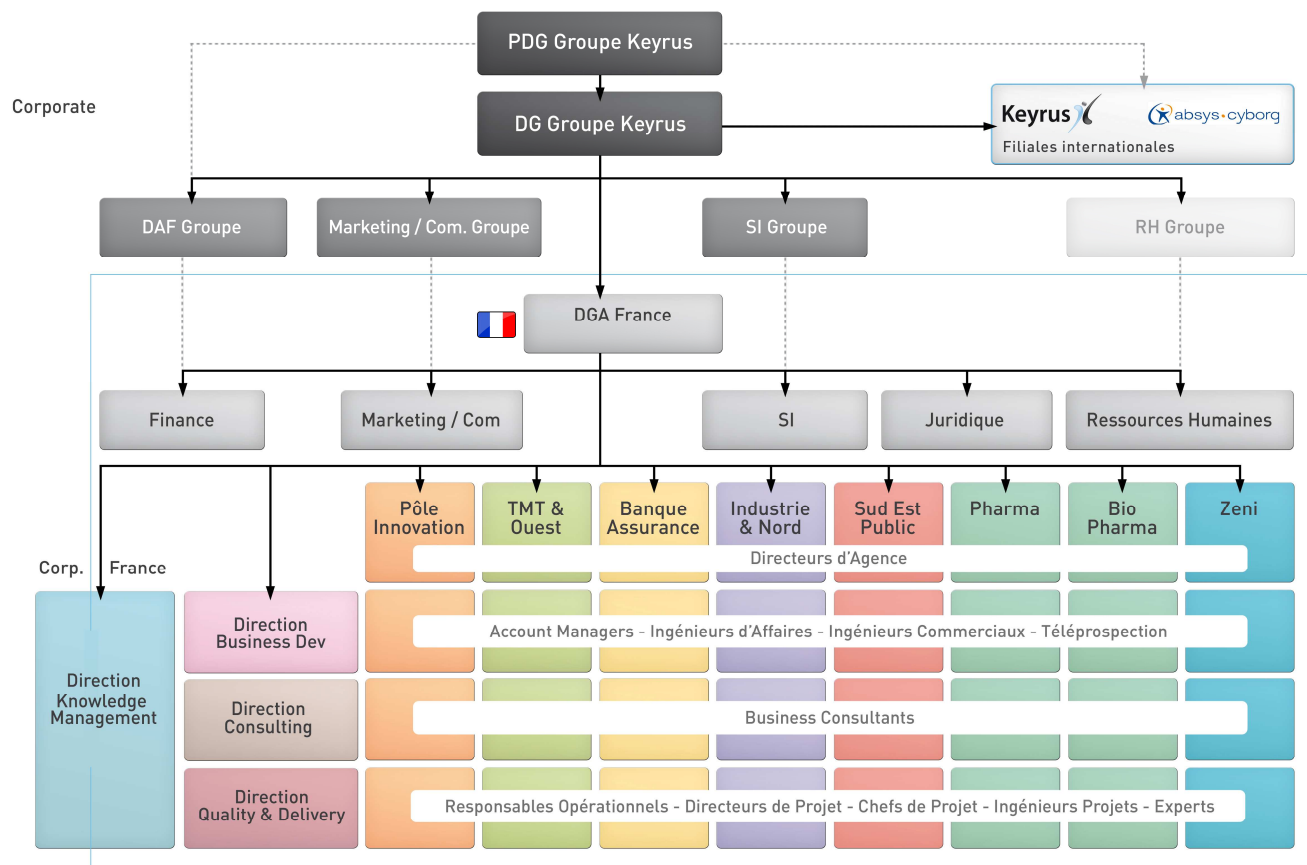 PDG Groupe Keyrus
Corporate
DG Groupe Keyrus
Keyrus
absys·cyborg
Filiales internationales
DAF Groupe
Marketing / Com. Groupe
SI Groupe
RH Groupe
DGA France
Finance
Marketing / Com
SI
Juridique
Ressources Humaines
Pôle
Innovation
TMT &
Ouest
Banque
Assurance
Industrie
& Nord
Sud Est
Public
Pharma
Bio
Pharma
Zeni
Directeurs d'Agence
Corp.
France
Direction
Knowledge
Management
Direction
Business Dev
Account Managers - Ingénieurs d'Affaires - Ingénieurs Commerciaux - Téléprospection
Direction
Consulting
Business Consultants
Direction
Quality & Delivery
Responsables Opérationnels - Directeurs de Projet - Chefs de Projet - Ingénieurs Projets - Experts